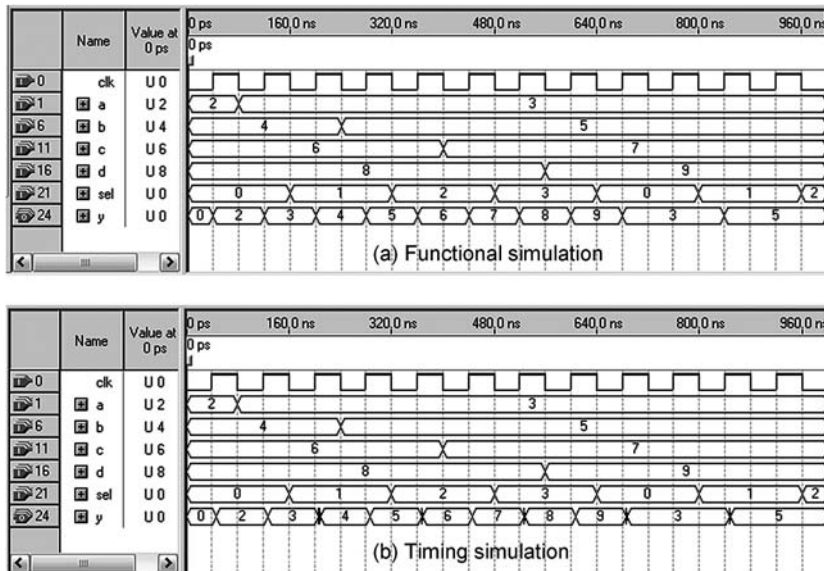 Name Value at 0 ps 0 ps 160,0 ns 320,0 ns 480,0 ns 640,0 ns 800,0 ns 960,0 ns
0 ps
0 clk U 0
1 a U 2 2 3
6 b U 4 4 5
11 c U 6 6 7
16 d U 8 8 9
21 sel U 0 0 1 2 3 0 1 2
24 y U 0 0 2 3 4 5 6 7 8 9 3 5
(a) Functional simulation
Name Value at 0 ps 0 ps 160,0 ns 320,0 ns 480,0 ns 640,0 ns 800,0 ns 960,0 ns
0 ps
0 clk U 0
1 a U 2 2 3
6 b U 4 4 5
11 c U 6 6 7
16 d U 8 8 9
21 sel U 0 0 1 2 3 0 1 2
24 y U 0 0 2 3 4 5 6 7 8 9 3 5
(b) Timing simulation